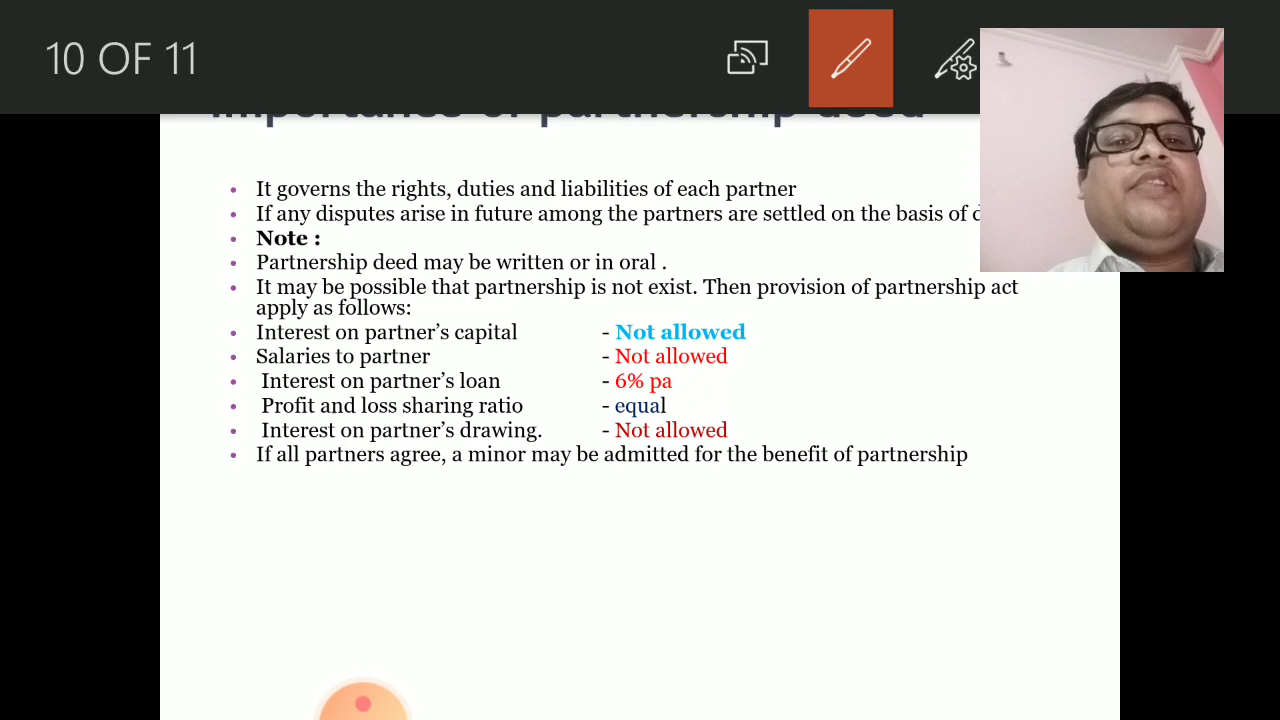 10 OF 11
importance of partnership deed
It governs the rights, duties and liabilities of each partner
If any disputes arise in future among the partners are settled on the basis of
Note :
Partnership deed may be written or in oral .
It may be possible that partnership is not exist. Then provision of partnership act
apply as follows:
Interest on partner’s capital - Not allowed
Salaries to partner - Not allowed
Interest on partner’s loan - 6% pa
Profit and loss sharing ratio - equal
Interest on partner’s drawing. - Not allowed
If all partners agree, a minor may be admitted for the benefit of partnership